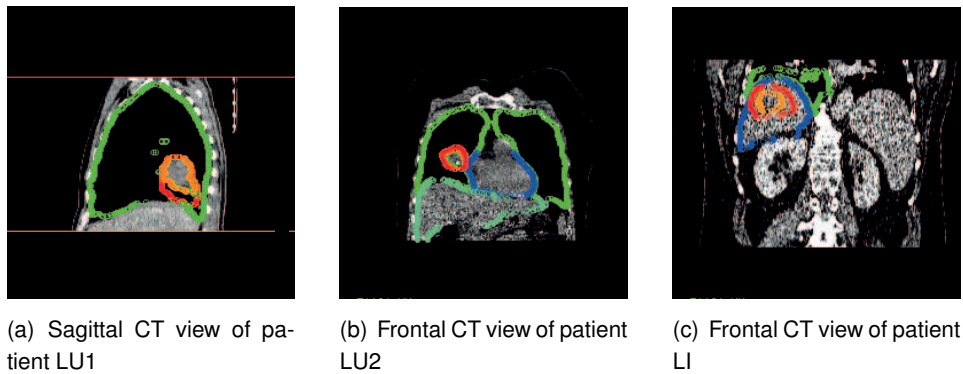 (a) Sagittal CT view of pa-
tient LU1
(b) Frontal CT view of patient
LU2
(c) Frontal CT view of patient
LI